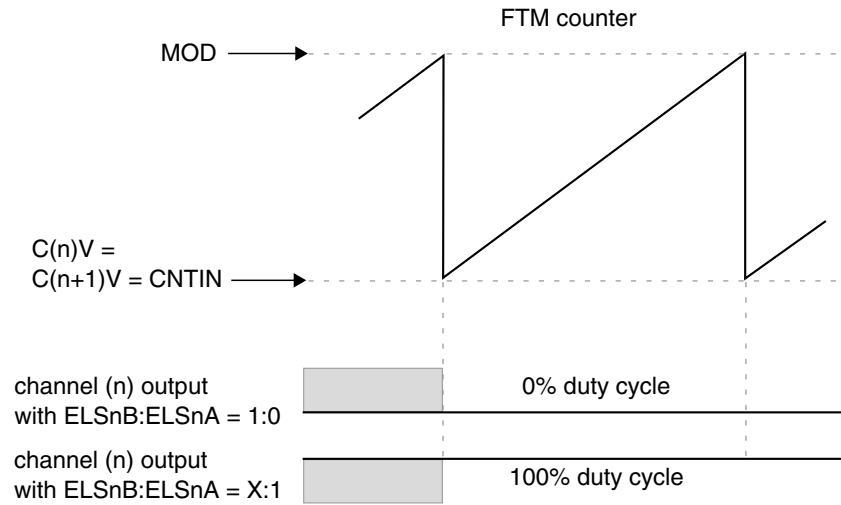 FTM counter
MOD
C(n)V =
C(n+1)V = CNTIN
channel (n) output
with ELSnB:ELSnA = 1:0
0% duty cycle
channel (n) output
with ELSnB:ELSnA = X:1
100% duty cycle